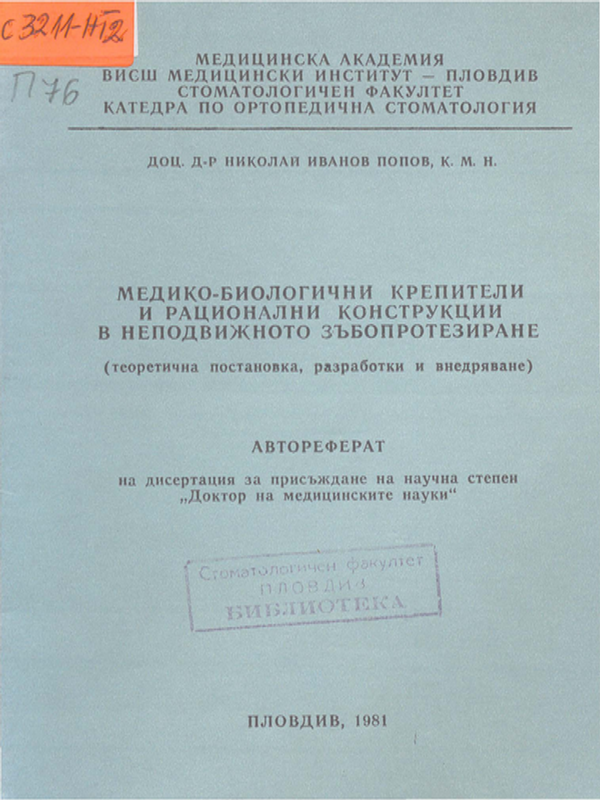 С 3211-НТ2
П 76
МЕДИЦИНСКА АКАДЕМИЯ
ВИСШ МЕДИЦИНСКИ ИНСТИТУТ – ПЛОВДИВ
СТОМАТОЛОГИЧЕН ФАКУЛТЕТ
КАТЕДРА ПО ОРТОПЕДИЧНА СТОМАТОЛОГИЯ
ДОЦ. Д-Р НИКОЛАЙ ИВАНОВ ПОПОВ, К. М. Н.
МЕДИКО-БИОЛОГИЧНИ КРЕПИТЕЛИ
И РАЦИОНАЛНИ КОНСТРУКЦИИ
В НЕПОДВИЖНОТО ЗЪБОПРОТЕЗИРАНЕ
(теоретична постановка, разработки и внедряване)
АВТОРЕФЕРАТ
на дисертация за присъждане на научна степен
„Доктор на медицинските науки“
Стоматологичен факултет
ПЛОВДИВ
БИБЛИОТЕКА
ПЛОВДИВ, 1981